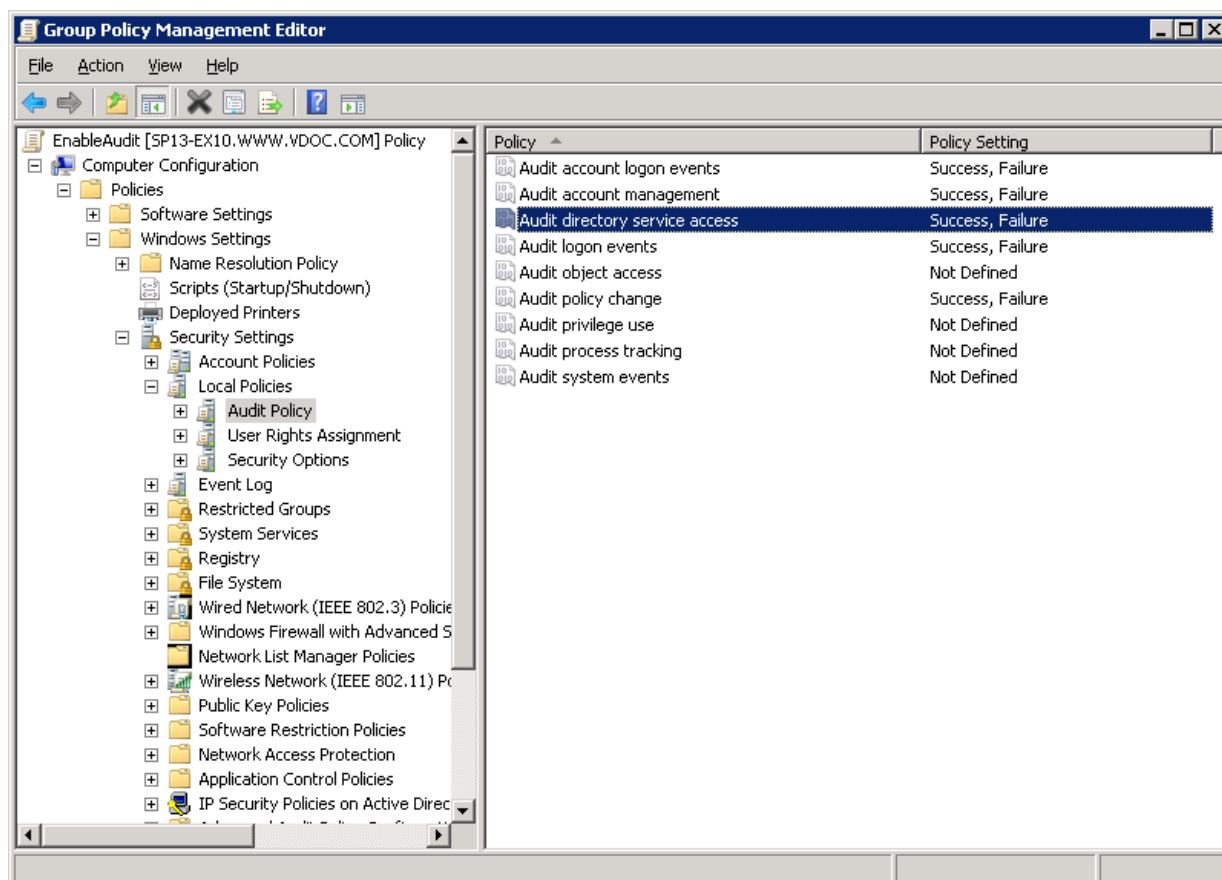 Group Policy Management Editor
File Action View Help
EnableAudit [SP13-EX10.WWW.VDOC.COM] Policy
Computer Configuration
Policies
Software Settings
Windows Settings
Name Resolution Policy
Scripts (Startup/Shutdown)
Deployed Printers
Security Settings
Account Policies
Local Policies
Audit Policy
User Rights Assignment
Security Options
Event Log
Restricted Groups
System Services
Registry
File System
Wired Network (IEEE 802.3) Policie
Windows Firewall with Advanced S
Network List Manager Policies
Wireless Network (IEEE 802.11) Po
Public Key Policies
Software Restriction Policies
Network Access Protection
Application Control Policies
IP Security Policies on Active Direc
Policy Policy Setting
Audit account logon events Success, Failure
Audit account management Success, Failure
Audit directory service access Success, Failure
Audit logon events Success, Failure
Audit object access Not Defined
Audit policy change Success, Failure
Audit privilege use Not Defined
Audit process tracking Not Defined
Audit system events Not Defined